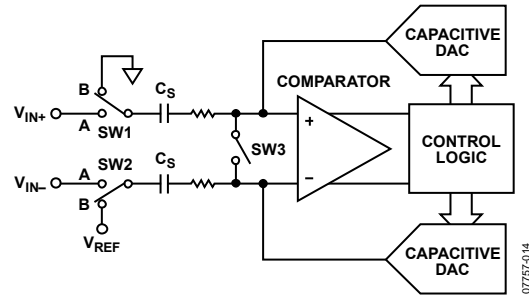 CAPACITIVE
DAC
B
C_S
COMPARATOR
V_IN+
A
SW1
+
SW3
CONTROL
LOGIC
C_S
SW2
V_IN–
A
B
–
V_REF
CAPACITIVE
DAC
07757-014